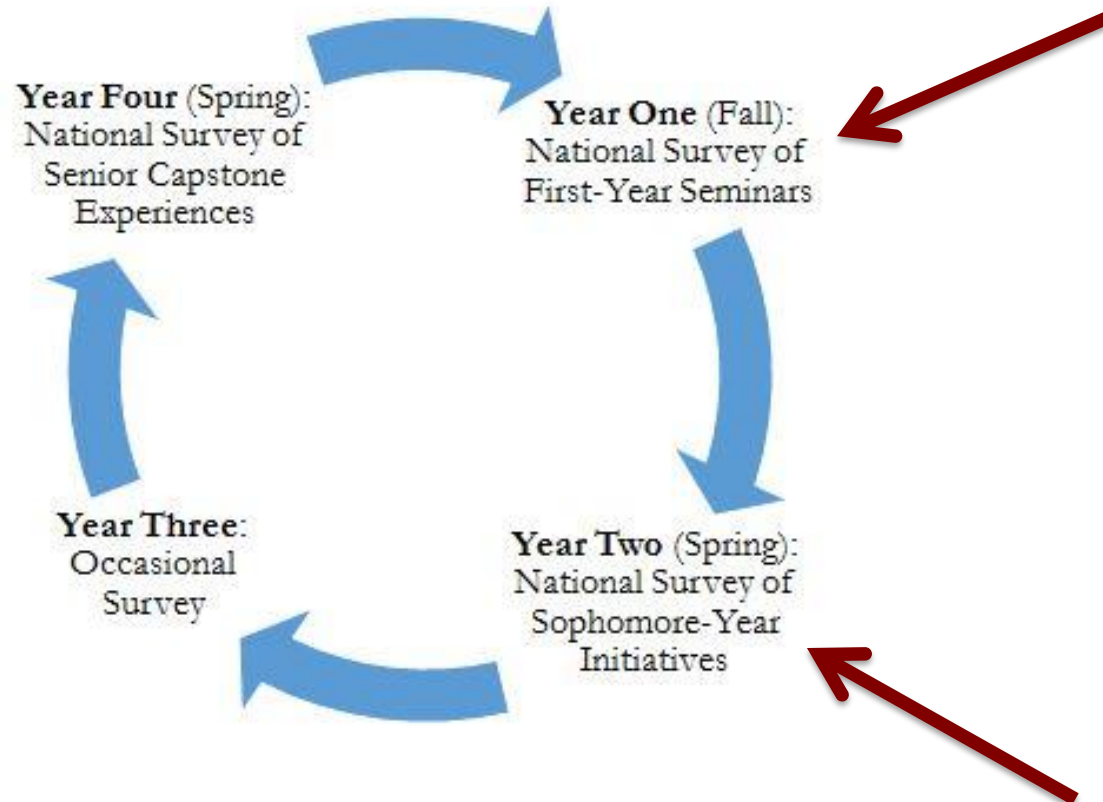 Year Four (Spring):
National Survey of
Senior Capstone
Experiences
Year One (Fall):
National Survey of
First-Year Seminars
Year Two (Spring):
National Survey of
Sophomore-Year
Initiatives
Year Three:
Occasional
Survey